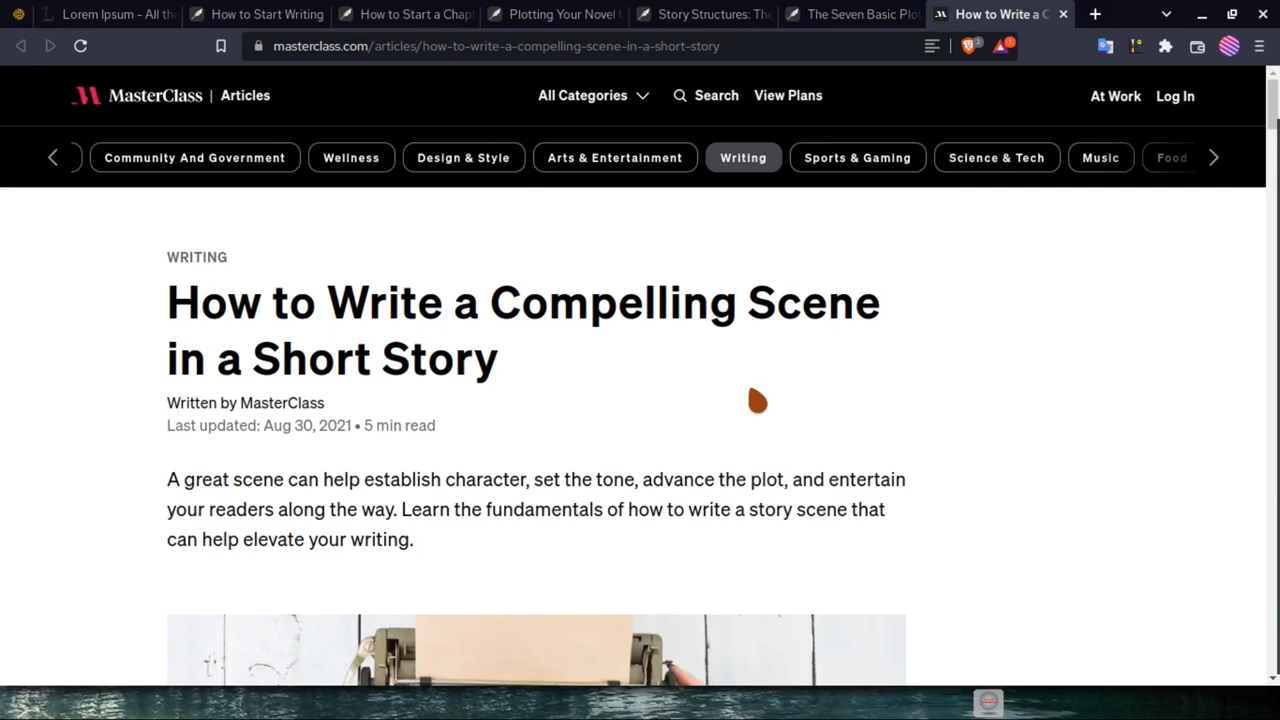 Lorem Ipsum - All the
How to Start Writing
How to Start a Chap
Plotting Your Novel
Story Structures: The
The Seven Basic Plo
How to Write a C
masterclass.com/articles/how-to-write-a-compelling-scene-in-a-short-story
MasterClass | Articles
All Categories
Search
View Plans
At Work
Log In
Community And Government
Wellness
Design & Style
Arts & Entertainment
Writing
Sports & Gaming
Science & Tech
Music
Food
WRITING
How to Write a Compelling Scene
in a Short Story
Written by MasterClass
Last updated: Aug 30, 2021 • 5 min read
A great scene can help establish character, set the tone, advance the plot, and entertain
your readers along the way. Learn the fundamentals of how to write a story scene that
can help elevate your writing.